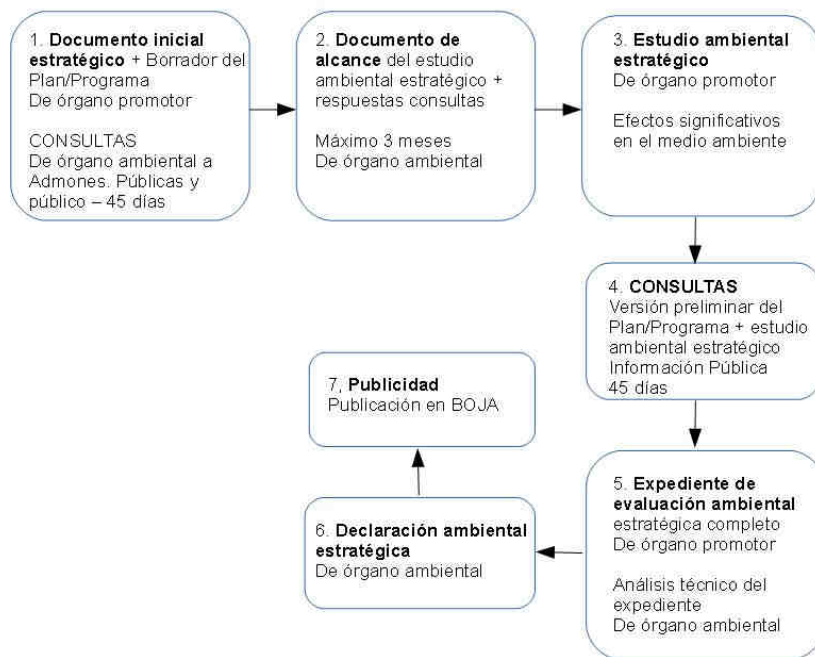 1. Documento inicial
estratégico + Borrador del
Plan/Programa
De órgano promotor
CONSULTAS
De órgano ambiental a
Admones. Públicas y
público – 45 días
2. Documento de
alcance del estudio
ambiental estratégico +
respuestas consultas
Máximo 3 meses
De órgano ambiental
3. Estudio ambiental
estratégico
De órgano promotor
Efectos significativos
en el medio ambiente
4. CONSULTAS
Versión preliminar del
Plan/Programa + estudio
ambiental estratégico
Información Pública
45 días
5. Expediente de
evaluación ambiental
estratégica completo
De órgano promotor
Análisis técnico del
expediente
De órgano ambiental
6. Declaración ambiental
estratégica
De órgano ambiental
7, Publicidad
Publicación en BOJA